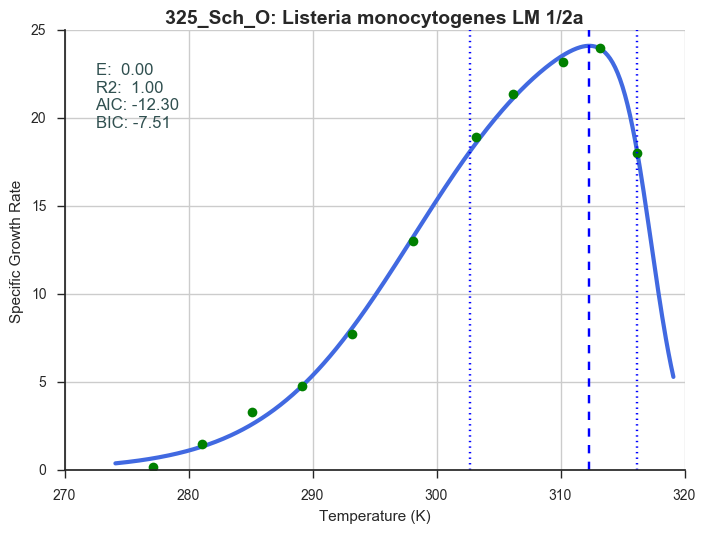 325_Sch_O: Listeria monocytogenes LM 1/2a
E:  0.00
R2:  1.00
AIC: -12.30
BIC: -7.51
Specific Growth Rate
25
20
15
10
5
0
270 280 290 300 310 320
Temperature (K)